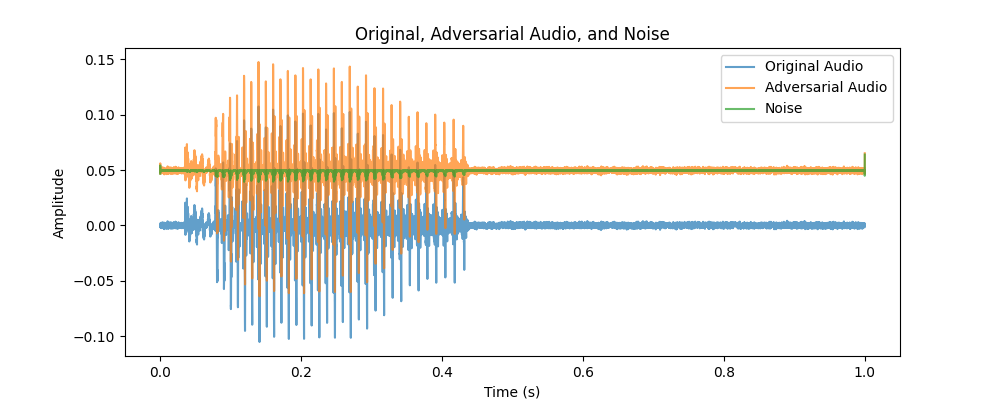 Original, Adversarial Audio, and Noise
Original Audio
Adversarial Audio
Noise
Amplitude
0.15
0.10
0.05
0.00
−0.05
−0.10
0.0 0.2 0.4 0.6 0.8 1.0
Time (s)